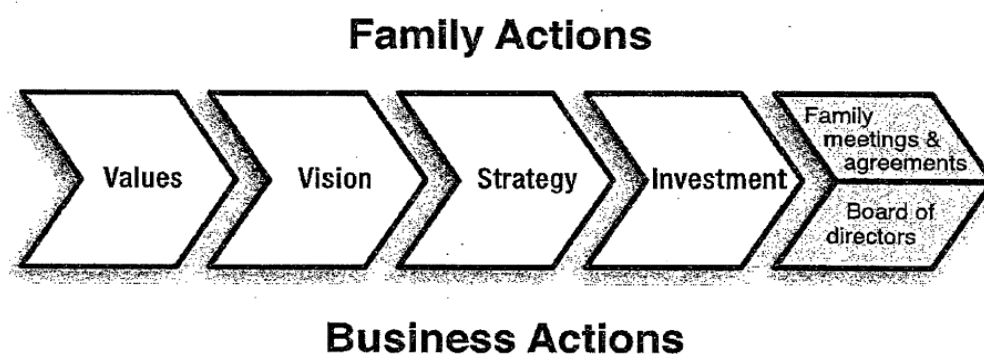 Family Actions
Values
Vision
Strategy
Investment
Family
meetings &
agreements
Board of
directors
Business Actions